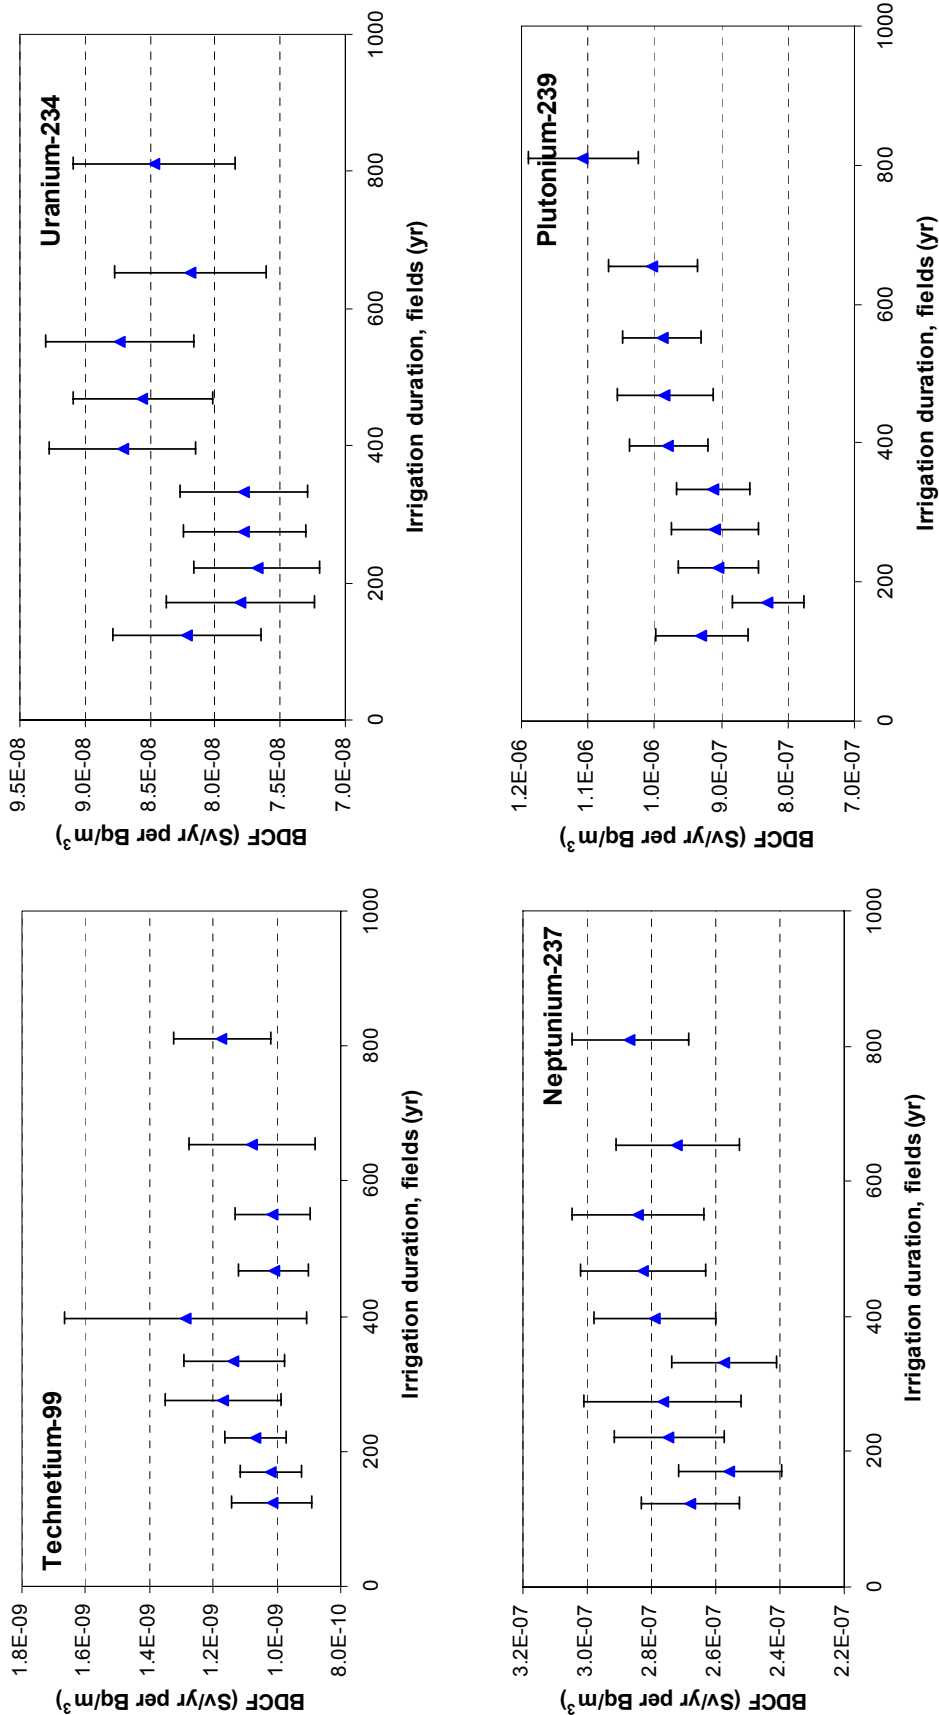 Technetium-99
BDCF (Sv/yr per Bq/m³)
1.8E-09
1.6E-09
1.4E-09
1.2E-09
1.0E-09
8.0E-10
0 200 400 600 800 1000
Irrigation duration, fields (yr)
Uranium-234
BDCF (Sv/yr per Bq/m³)
9.5E-08
9.0E-08
8.5E-08
8.0E-08
7.5E-08
7.0E-08
0 200 400 600 800 1000
Irrigation duration, fields (yr)
Neptunium-237
BDCF (Sv/yr per Bq/m³)
3.2E-07
3.0E-07
2.8E-07
2.6E-07
2.4E-07
2.2E-07
0 200 400 600 800 1000
Irrigation duration, fields (yr)
Plutonium-239
BDCF (Sv/yr per Bq/m³)
1.2E-06
1.1E-06
1.0E-06
9.0E-07
8.0E-07
7.0E-07
0 200 400 600 800 1000
Irrigation duration, fields (yr)